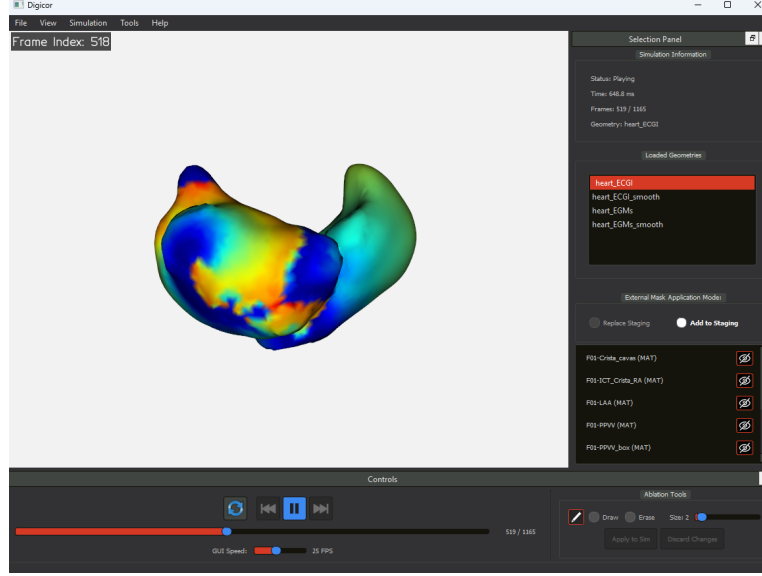 Digicor
File View Simulation Tools Help
Frame Index: 518
Selection Panel
Simulation Information
Status: Playing
Time: 648.8 ms
Frames: 519 / 1165
Geometry: heart_ECGI
Loaded Geometries
heart_ECGI
heart_ECGI_smooth
heart_EGMs
heart_EGMs_smooth
External Mask Application Mode:
Replace Staging Add to Staging
F01-Crista_cavas (MAT)
F01-ICT_Crista_RA (MAT)
F01-LAA (MAT)
F01-PPVV (MAT)
F01-PPVV_box (MAT)
Controls
519 / 1165
GUI Speed: 25 FPS
Ablation Tools
Draw Erase Size: 2
Apply to Sim Discard Changes